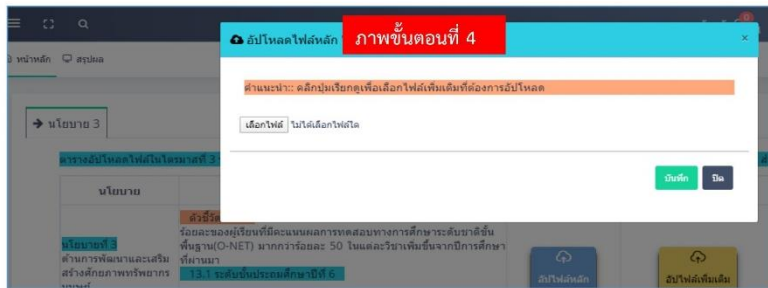 อัปโหลดไฟล์หลัก
ภาพขั้นตอนที่ 4
×
หน้าหลัก สรุปผล
คำแนะนำ:: คลิกปุ่มเรียกดูเพื่อเลือกไฟล์เพิ่มเติมที่ต้องการอัปโหลด
นโยบาย 3
เลือกไฟล์ ไม่ได้เลือกไฟล์ใด
ตารางอัปโหลดไฟล์ในไตรมาสที่ 3
บันทึก ปิด
นโยบาย
ตัวชี้วัด
ร้อยละของผู้เรียนที่มีคะแนนผลการทดสอบทางการศึกษาระดับชาติขั้น
นโยบายที่ 3
พื้นฐาน(O-NET) มากกว่าร้อยละ 50 ในแต่ละวิชาเพิ่มขึ้นจากปีการศึกษา
ด้านการพัฒนาและเสริม
ที่ผ่านมา
สร้างศักยภาพทรัพยากร
13.1 ระดับชั้นประถมศึกษาปีที่ 6
มนุษย์
อัปไฟล์หลัก
อัปไฟล์เพิ่มเติม